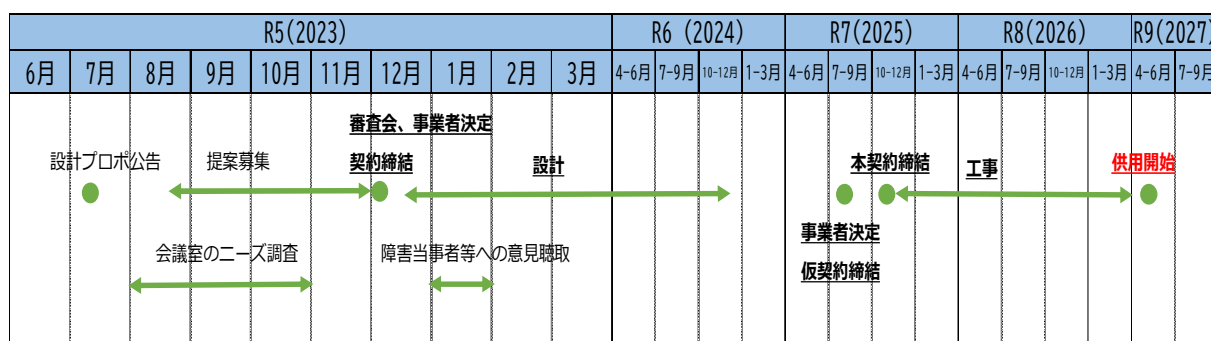 R5(2023) R6 (2024) R7(2025) R8(2026) R9(2027)
6月 7月 8月 9月 10月 11月 12月 1月 2月 3月 4-6月 7-9月 10-12月 1-3月 4-6月 7-9月 10-12月 1-3月 4-6月 7-9月 10-12月 1-3月 4-6月 7-9月
審査会、事業者決定
設計プロポ公告 提案募集 契約締結 設計 本契約締結 工事 供用開始
事業者決定
会議室のニーズ調査 障害当事者等への意見聴取
仮契約締結